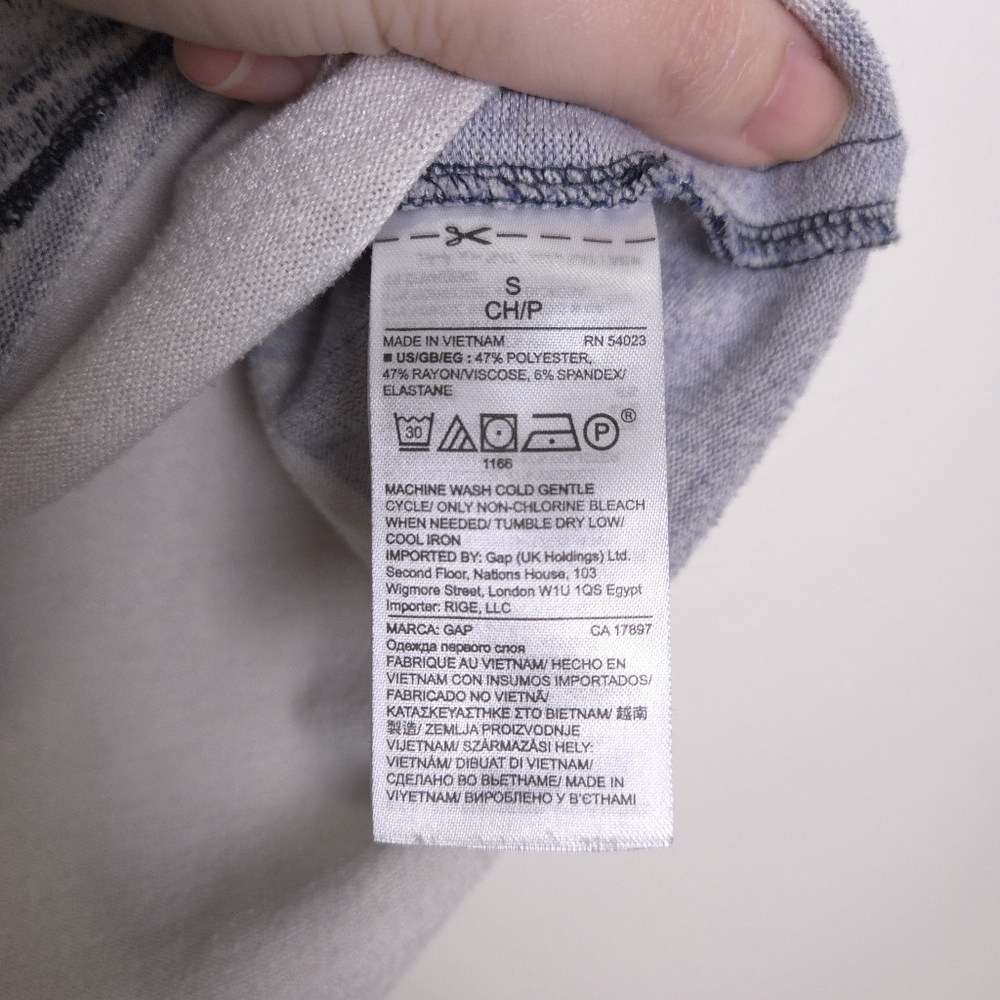 S
CH/P
MADE IN VIETNAM RN 54023
■ US/GB/EG : 47% POLYESTER,
47% RAYON/VISCOSE, 6% SPANDEX/
ELASTANE
30 P ®
1166
MACHINE WASH COLD GENTLE
CYCLE/ ONLY NON-CHLORINE BLEACH
WHEN NEEDED/ TUMBLE DRY LOW/
COOL IRON
IMPORTED BY: Gap (UK Holdings) Ltd.
Second Floor, Nations House, 103
Wigmore Street, London W1U 1QS Egypt
Importer: RIGE, LLC
MARCA: GAP CA 17897
Одежда первого слоя
FABRIQUE AU VIETNAM/ HECHO EN
VIETNAM CON INSUMOS IMPORTADOS/
FABRICADO NO VIETNÃ/
ΚΑΤΑΣΚΕΥΑΣΤΗΚΕ ΣΤΟ ΒΙΕΤΝΑΜ/ 越南
製造/ ZEMLJA PROIZVODNJE
VIJETNAM/ SZÁRMAZÁSI HELY:
VIETNÁM/ DIBUAT DI VIETNAM/
СДЕЛАНО ВО ВЬЕТНАМЕ/ MADE IN
VIYETNAM/ ВИРОБЛЕНО У В'ЄТНАМІ